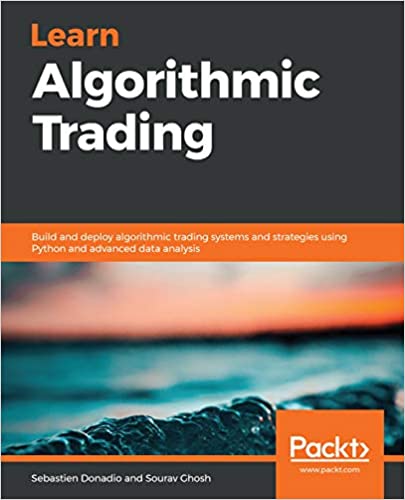 Learn
Algorithmic
Trading
Build and deploy algorithmic trading systems and strategies using
Python and advanced data analysis
Packt>
www.packt.com
Sebastien Donadio and Sourav Ghosh